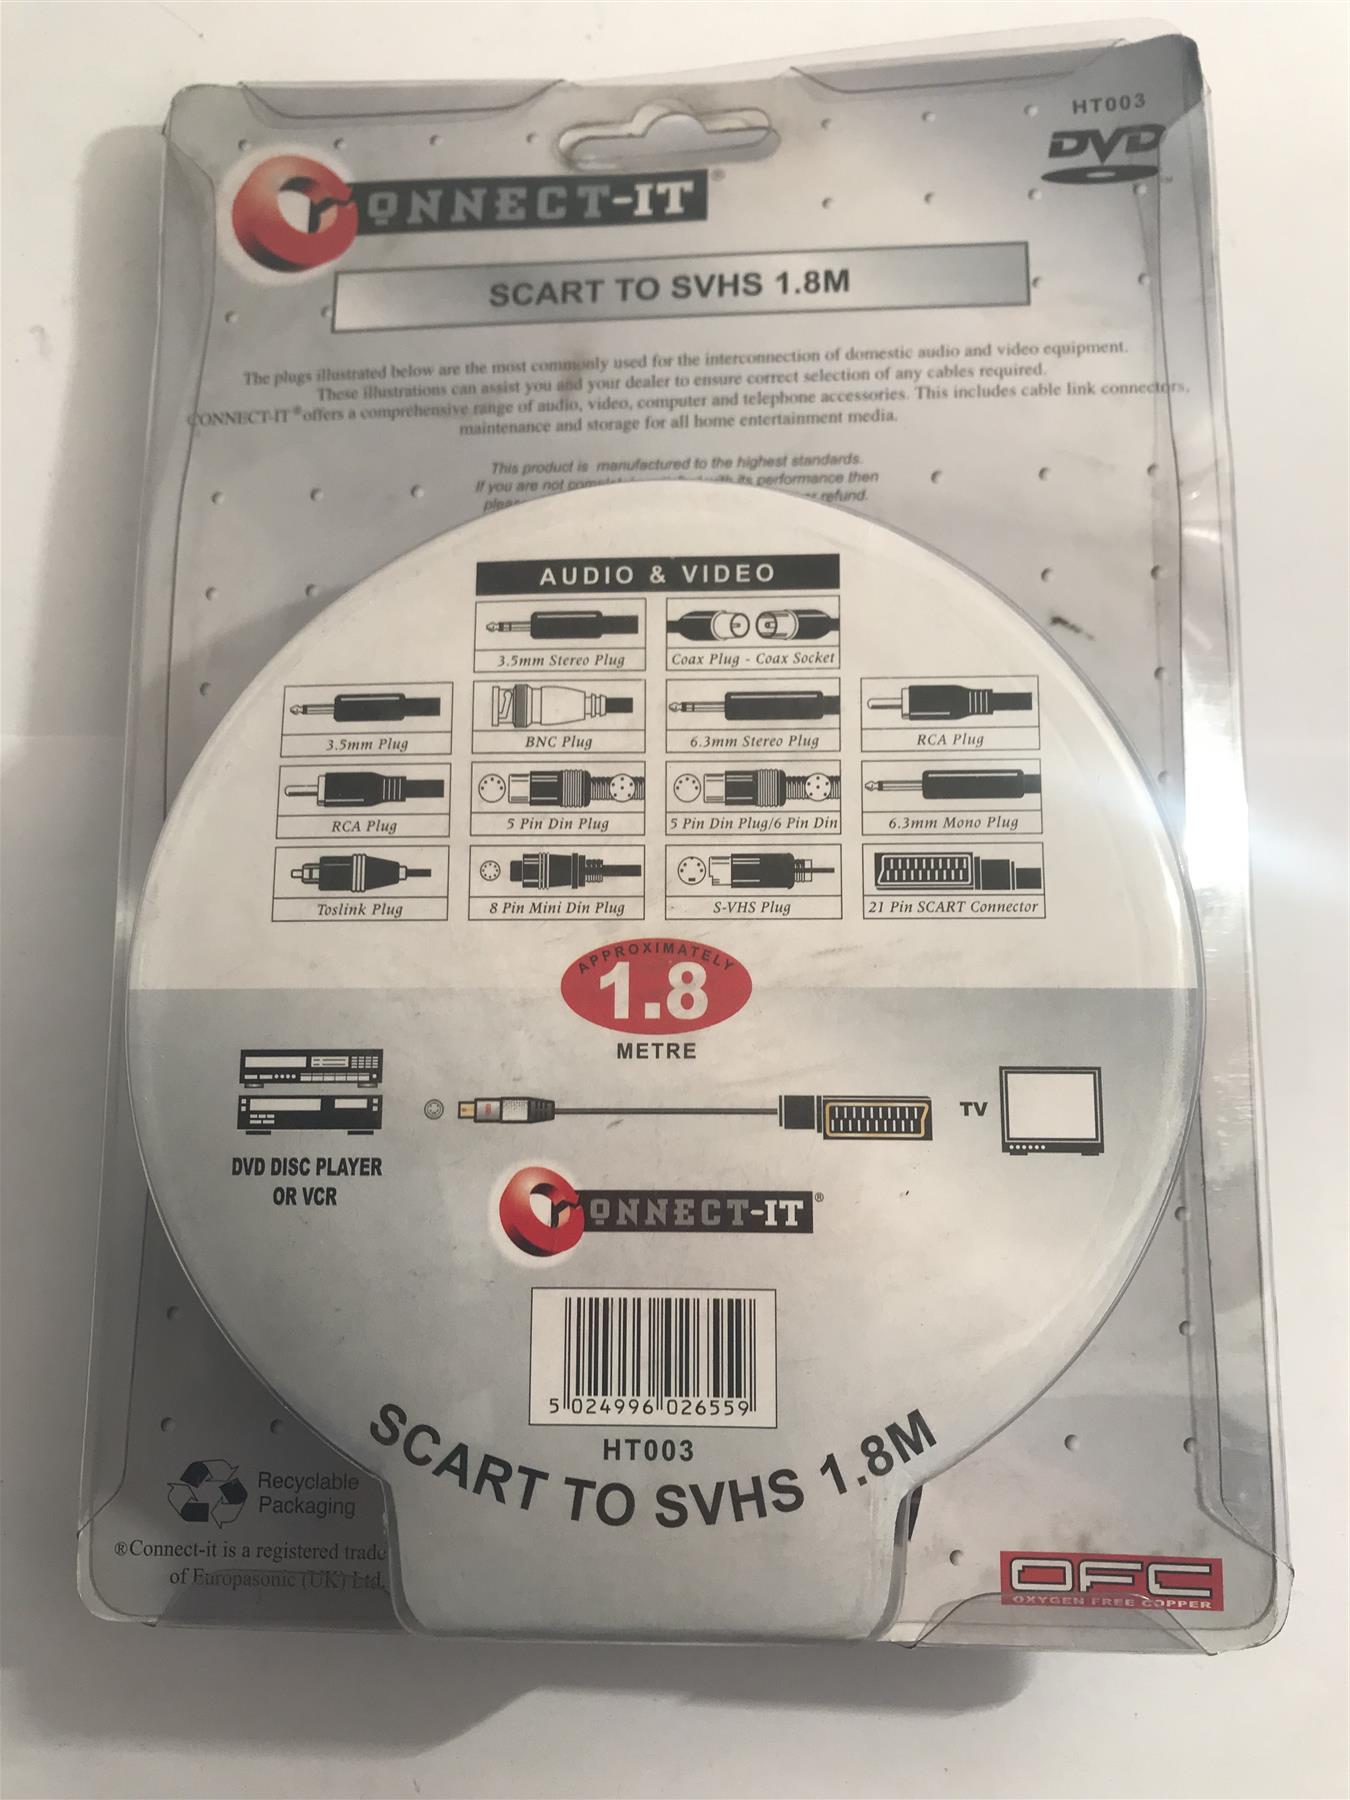 HT003
DVD
CONNECT-IT®
SCART TO SVHS 1.8M
The plugs illustrated below are the most commonly used for the interconnection of domestic audio and video equipment.
These illustrations can assist you and your dealer to ensure correct selection of any cables required.
CONNECT-IT® offers a comprehensive range of audio, video, computer and telephone accessories. This includes cable link connectors,
maintenance and storage for all home entertainment media.
This product is manufactured to the highest standards.
If you are not its performance then
refund.
AUDIO & VIDEO
3.5mm Stereo Plug Coax Plug - Coax Socket
3.5mm Plug BNC Plug 6.3mm Stereo Plug RCA Plug
RCA Plug 5 Pin Din Plug 5 Pin Din Plug/6 Pin Din 6.3mm Mono Plug
Toslink Plug 8 Pin Mini Din Plug S-VHS Plug 21 Pin SCART Connector
APPROXIMATELY
1.8
METRE
TV
DVD DISC PLAYER
OR VCR
CONNECT-IT®
5 024996 026559
HT003
SCART TO SVHS 1.8M
Recyclable
Packaging
®Connect-it is a registered trade
of Europasonic (UK) Ltd.
OFC
OXYGEN FREE COPPER